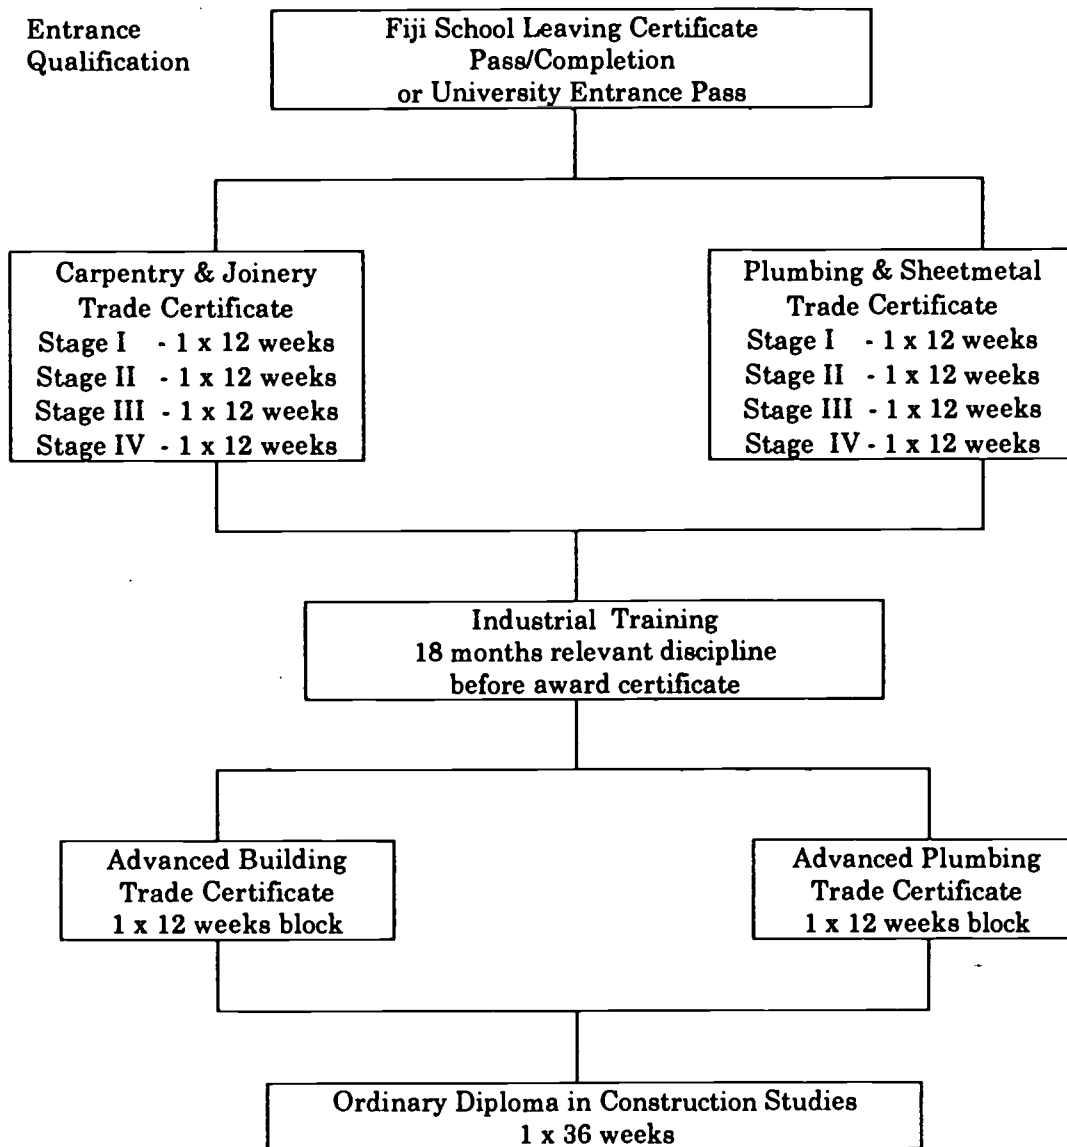 Entrance
Qualification
Fiji School Leaving Certificate
Pass/Completion
or University Entrance Pass
Carpentry & Joinery
Trade Certificate
Stage I - 1 x 12 weeks
Stage II - 1 x 12 weeks
Stage III - 1 x 12 weeks
Stage IV - 1 x 12 weeks
Plumbing & Sheetmetal
Trade Certificate
Stage I - 1 x 12 weeks
Stage II - 1 x 12 weeks
Stage III - 1 x 12 weeks
Stage IV - 1 x 12 weeks
Industrial Training
18 months relevant discipline
before award certificate
Advanced Building
Trade Certificate
1 x 12 weeks block
Advanced Plumbing
Trade Certificate
1 x 12 weeks block
Ordinary Diploma in Construction Studies
1 x 36 weeks